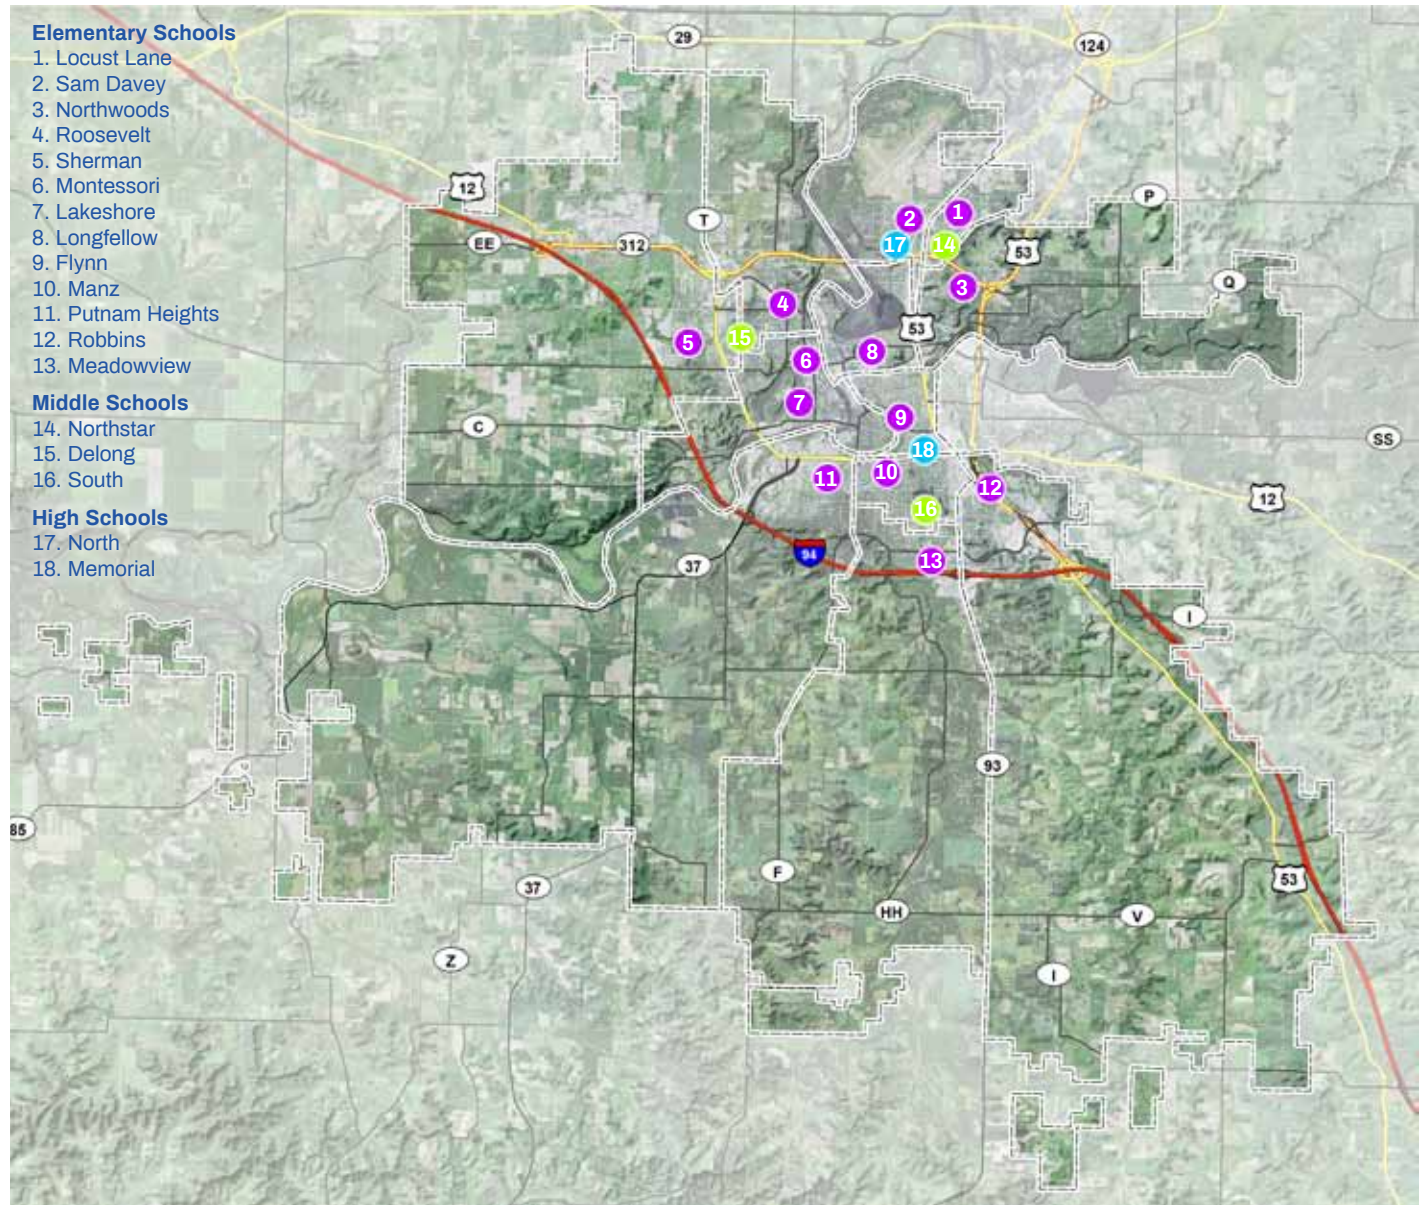 Elementary Schools
1. Locust Lane
2. Sam Davey
3. Northwoods
4. Roosevelt
5. Sherman
6. Montessori
7. Lakeshore
8. Longfellow
9. Flynn
10. Manz
11. Putnam Heights
12. Robbins
13. Meadowview
Middle Schools
14. Northstar
15. Delong
16. South
High Schools
17. North
18. Memorial
29
124
12
P
T
2
1
EE
312
17
14
53
Q
3
4
53
5
15
6
8
7
9
C
SS
18
11
10
12
12
16
94
13
37
I
93
85
F
53
37
HH
V
Z
I